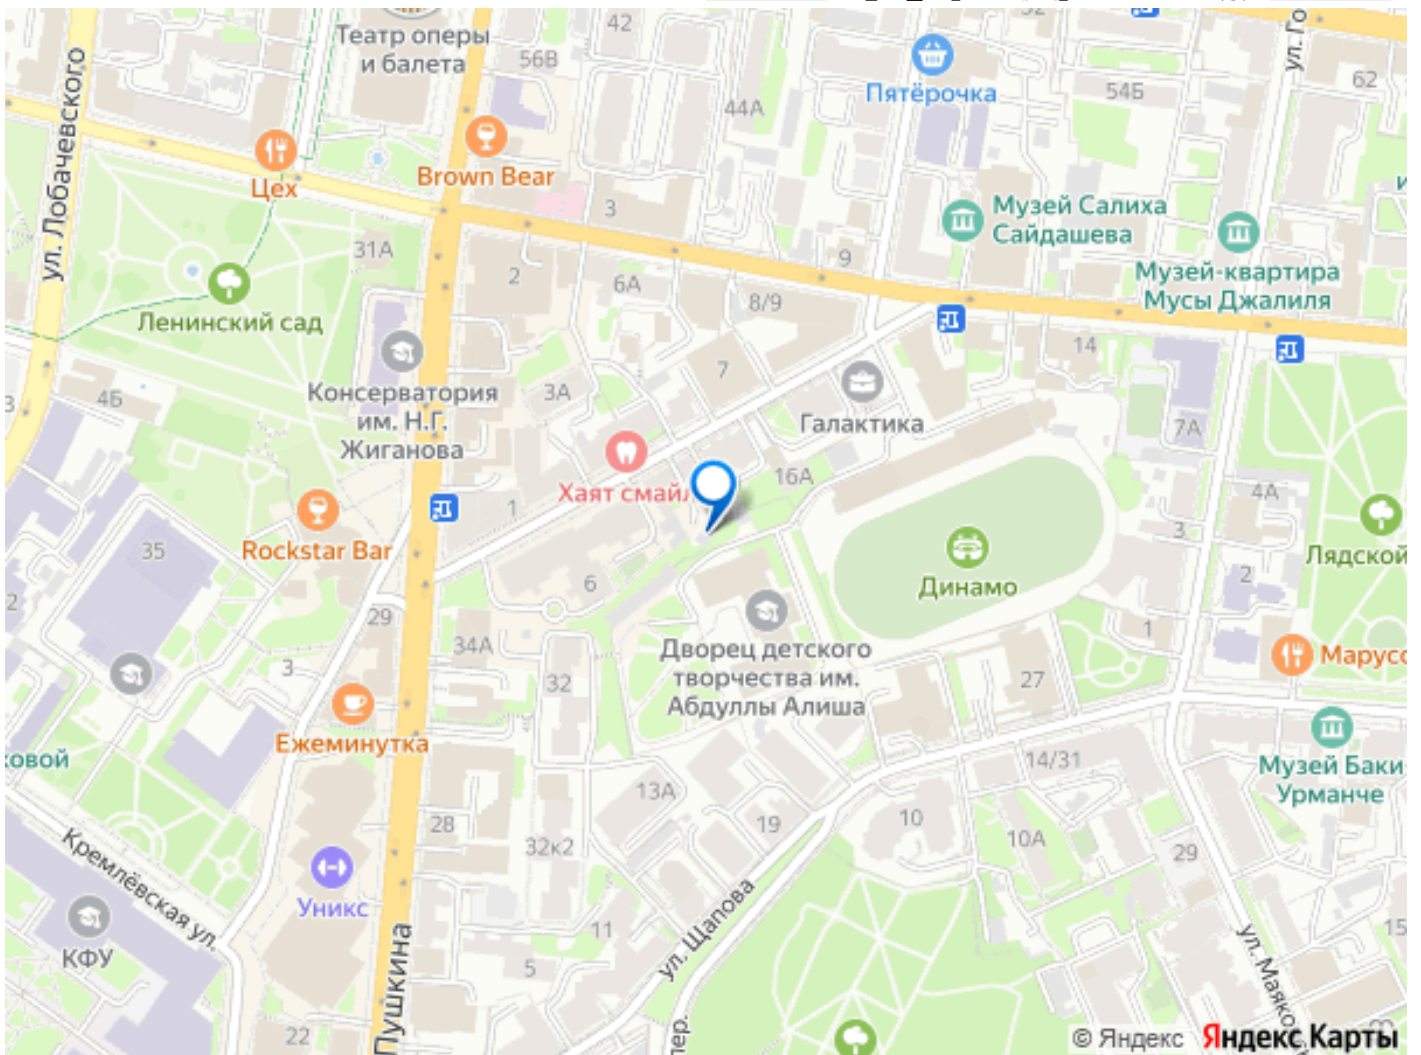 42
Театр оперы
и балета
56В
ул. Лобачевского
Пятёрочка
44А
54Б
62
Цех
Brown Bear
3
Музей Салиха
Сайдашева
31А
9
Музей-квартира
Мусы Джалиля
2
6А
8/9
Ленинский сад
14
7
Консерватория
им. Н.Г.
Жиганова
3А
4Б
Галактика
7А
16А
Хаят смайл
1
4А
3
35
Rockstar Bar
Лядской
Динамо
6
2
29
1
34А
Дворец детского
творчества им.
Абдуллы Алиша
Марусс
3
32
27
Ежеминутка
овой
14/31
Музей Баки
Урманче
13А
28
19
10
10А
32к2
29
Кремлёвская ул.
Уникс
ул. Щапова
11
15
КФУ
5
Пушкина
ул. Маяко
пер.
22
© Яндекс Яндекс Карты